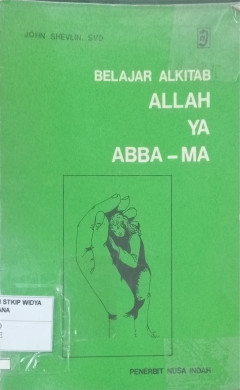 JOHN SHEVLIN, SVD
BELAJAR ALKITAB
ALLAH
YA
ABBA - MA
STKIP WIDYA
PENERBIT NUSA INDAH